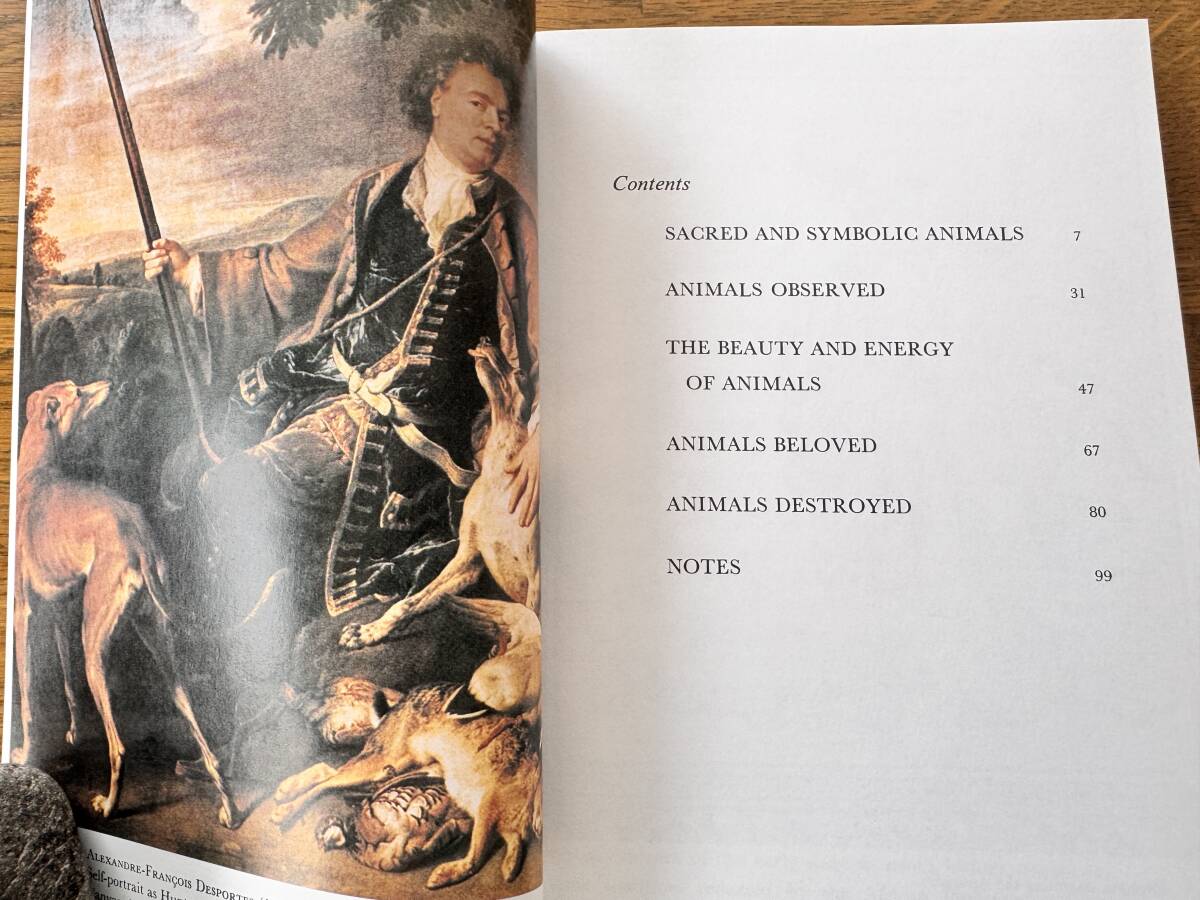 ALEXANDRE-FRANÇOIS DESPORTES
Self-portrait as
Contents
SACRED AND SYMBOLIC ANIMALS 7
ANIMALS OBSERVED 31
THE BEAUTY AND ENERGY
OF ANIMALS 47
ANIMALS BELOVED 67
ANIMALS DESTROYED 80
NOTES 99